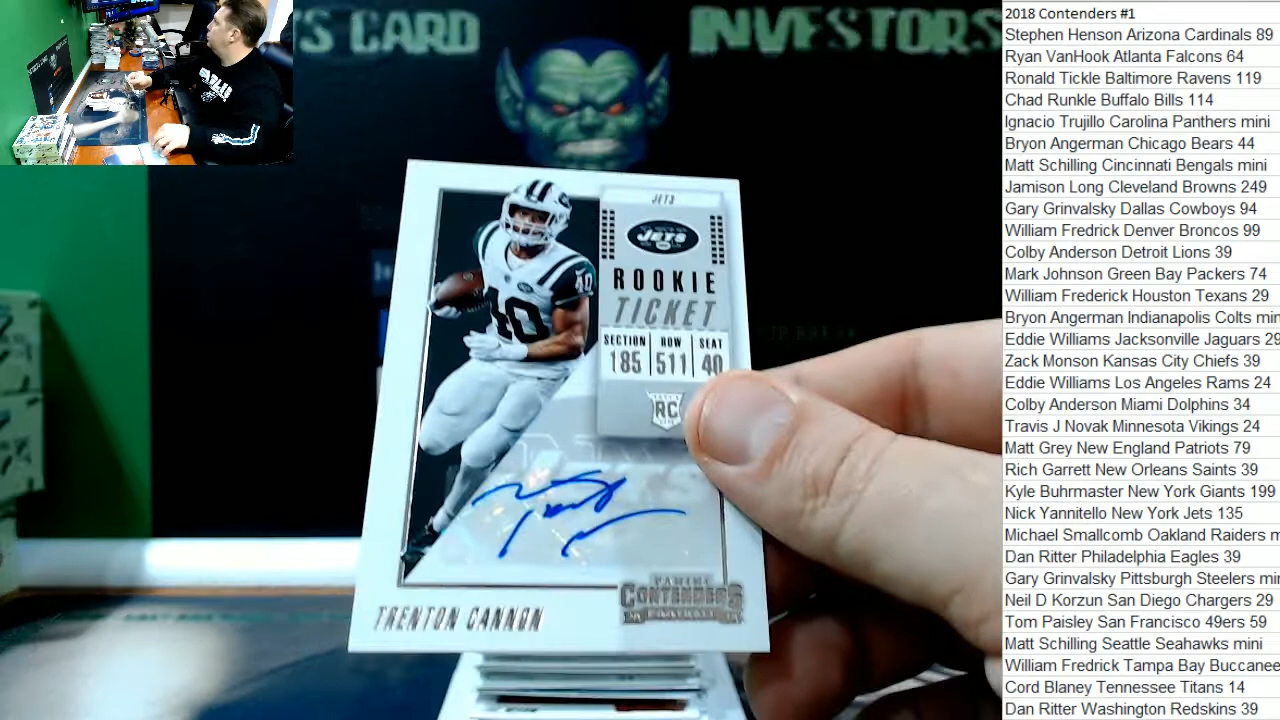 S CARD INVESTORS
JETS
JETS
ROOKIE
TICKET
SECTION ROW SEAT
185 511 40
RC
40
10
PANINI
CONTENDERS
FOOTBALL
TRENTON CANNON
2018 Contenders #1
Stephen Henson Arizona Cardinals 89
Ryan VanHook Atlanta Falcons 64
Ronald Tickle Baltimore Ravens 119
Chad Runkle Buffalo Bills 114
Ignacio Trujillo Carolina Panthers mini
Bryon Angerman Chicago Bears 44
Matt Schilling Cincinnati Bengals mini
Jamison Long Cleveland Browns 249
Gary Grinvalsky Dallas Cowboys 94
William Fredrick Denver Broncos 99
Colby Anderson Detroit Lions 39
Mark Johnson Green Bay Packers 74
William Frederick Houston Texans 29
Bryon Angerman Indianapolis Colts min
Eddie Williams Jacksonville Jaguars 29
Zack Monson Kansas City Chiefs 39
Eddie Williams Los Angeles Rams 24
Colby Anderson Miami Dolphins 34
Travis J Novak Minnesota Vikings 24
Matt Grey New England Patriots 79
Rich Garrett New Orleans Saints 39
Kyle Buhrmaster New York Giants 199
Nick Yannitello New York Jets 135
Michael Smallcomb Oakland Raiders m
Dan Ritter Philadelphia Eagles 39
Gary Grinvalsky Pittsburgh Steelers min
Neil D Korzun San Diego Chargers 29
Tom Paisley San Francisco 49ers 59
Matt Schilling Seattle Seahawks mini
William Fredrick Tampa Bay Buccanee
Cord Blaney Tennessee Titans 14
Dan Ritter Washington Redskins 39